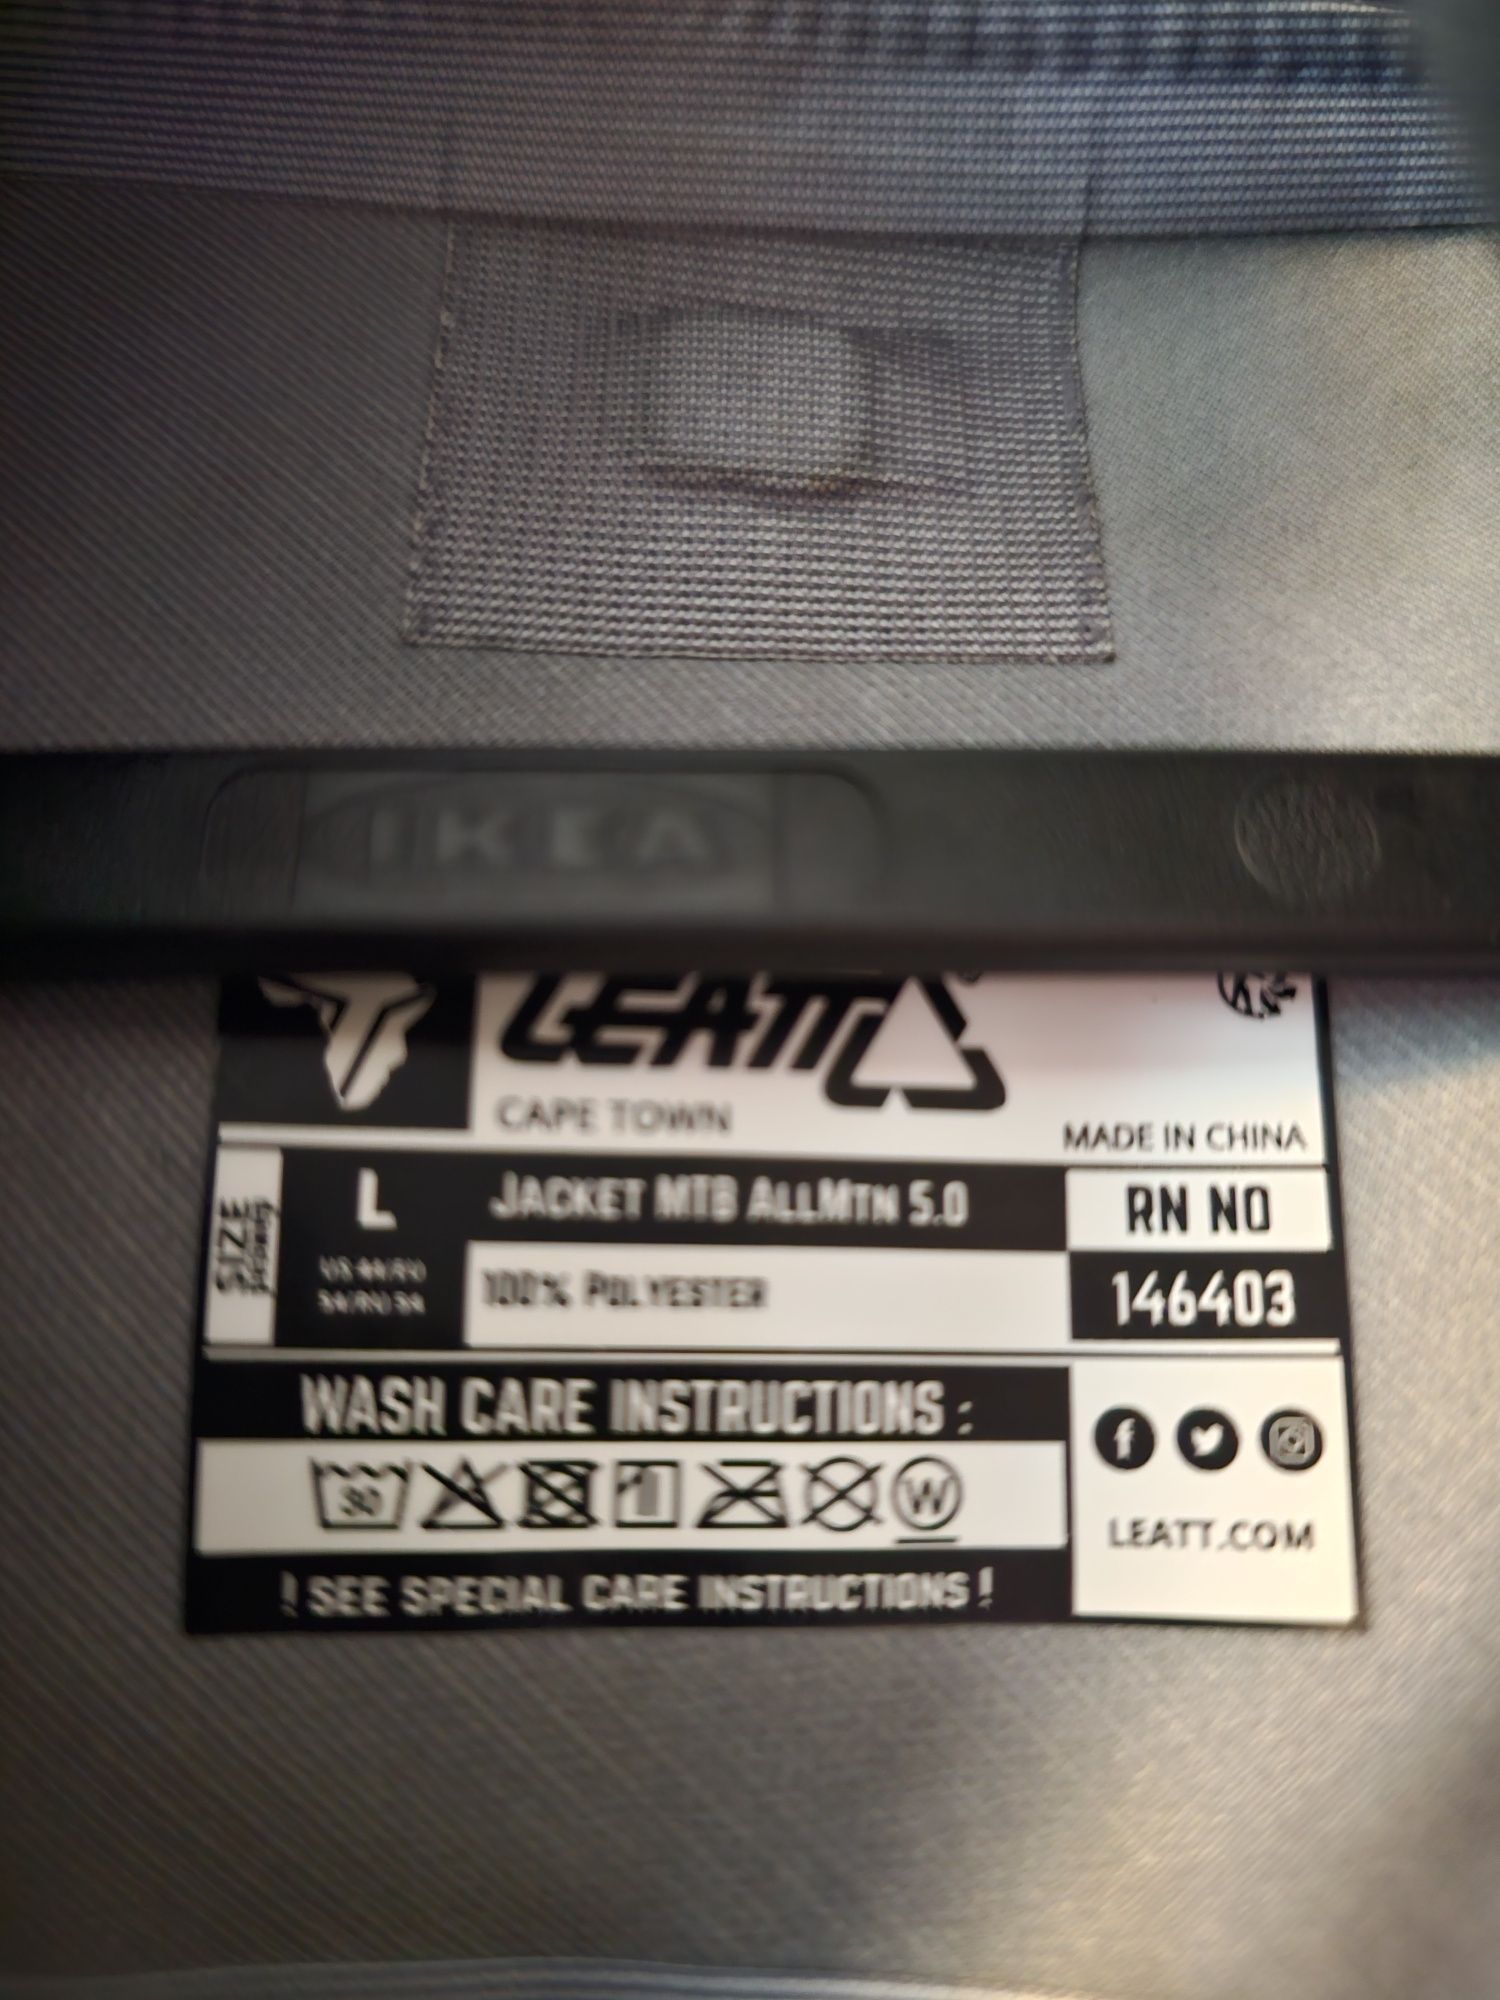 IKEA
LEATT
CAPE TOWN
MADE IN CHINA
SIZE
L
JACKET MTB ALLMTN 5.0
RN NO
100% POLYESTER
146403
WASH CARE INSTRUCTIONS :
30
W
LEATT.COM
! SEE SPECIAL CARE INSTRUCTIONS !